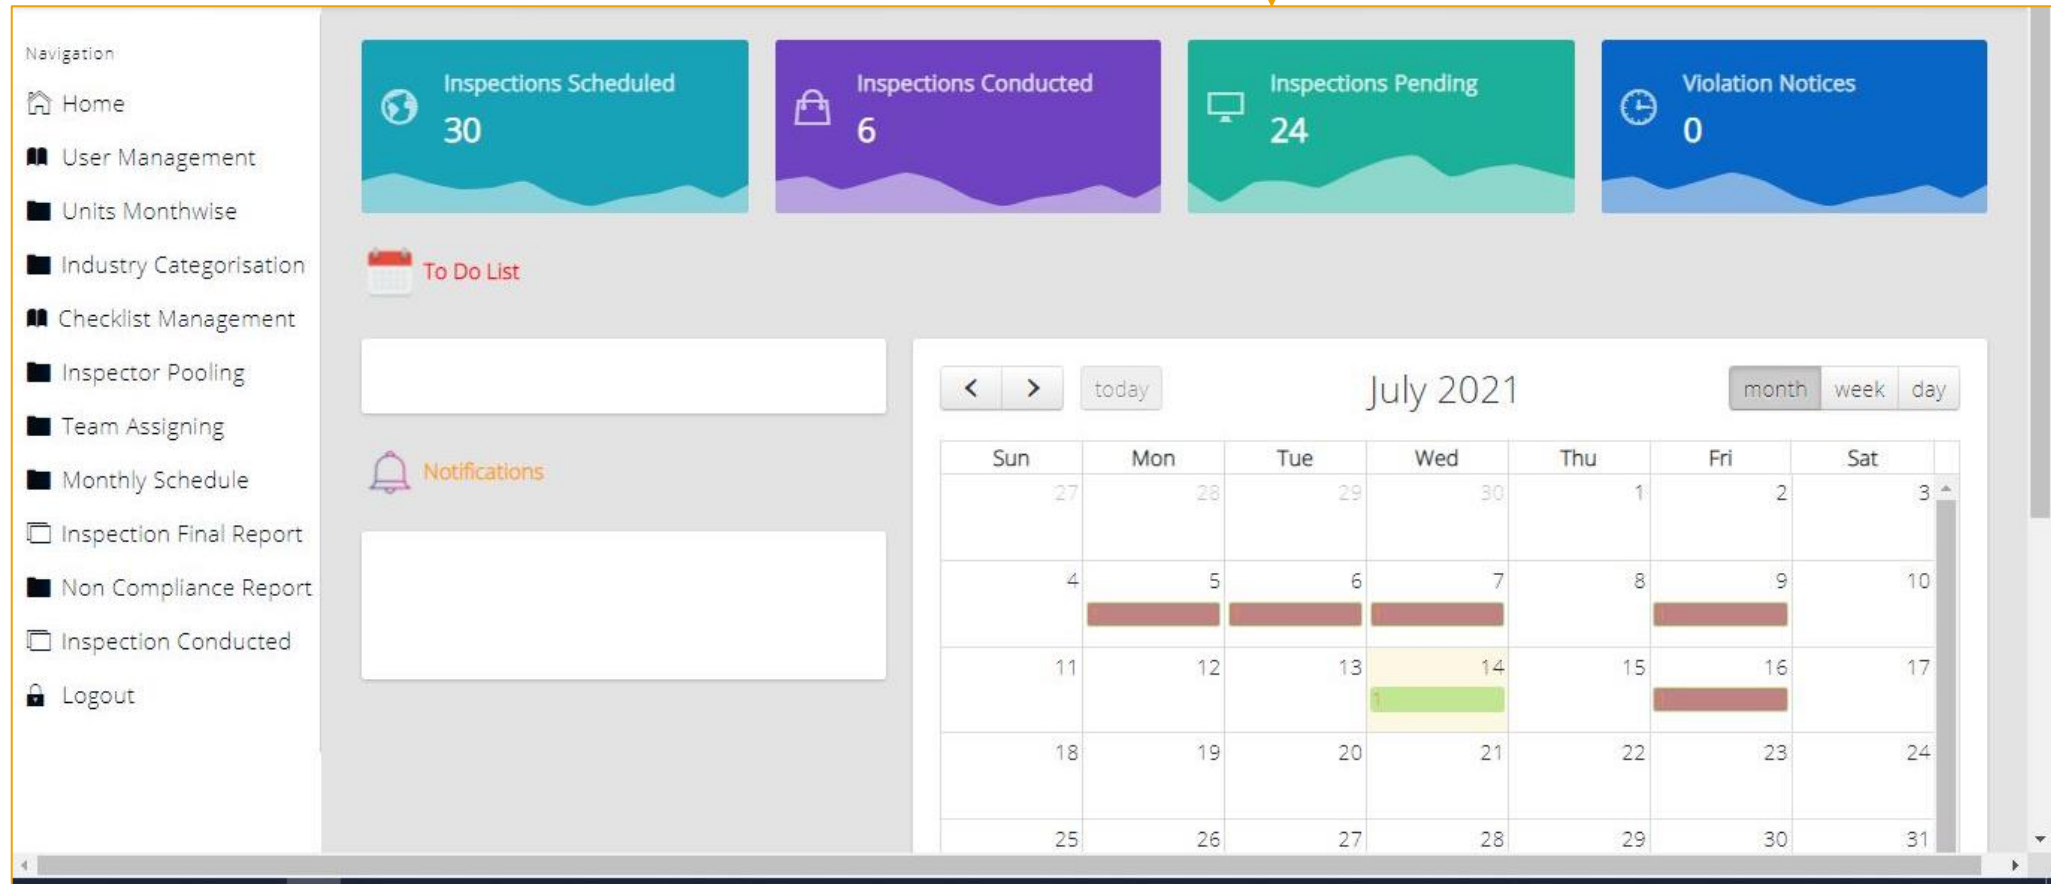 Navigation
Home
User Management
Units Monthwise
Industry Categorisation
Checklist Management
Inspector Pooling
Team Assigning
Monthly Schedule
Inspection Final Report
Non Compliance Report
Inspection Conducted
Logout
Inspections Scheduled
30
Inspections Conducted
6
Inspections Pending
24
Violation Notices
0
To Do List
Notifications
today
July 2021
month week day
Sun Mon Tue Wed Thu Fri Sat
27 28 29 30 1 2 3
4 5 6 7 8 9 10
11 12 13 14 15 16 17
1
18 19 20 21 22 23 24
25 26 27 28 29 30 31